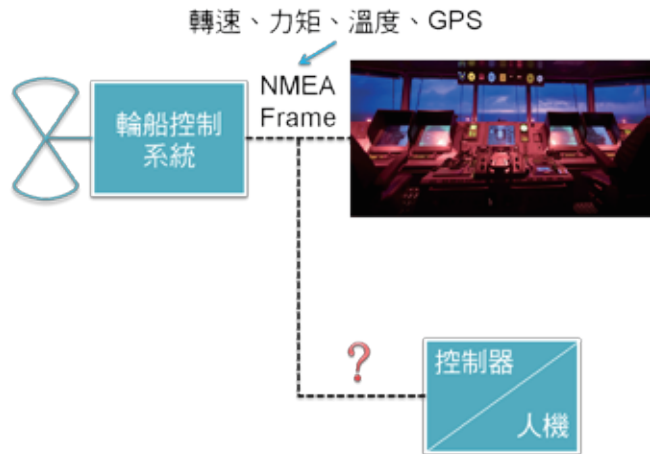 轉速、力矩、溫度、GPS
NMEA
Frame
輪船控制
系統
?
控制器
人機